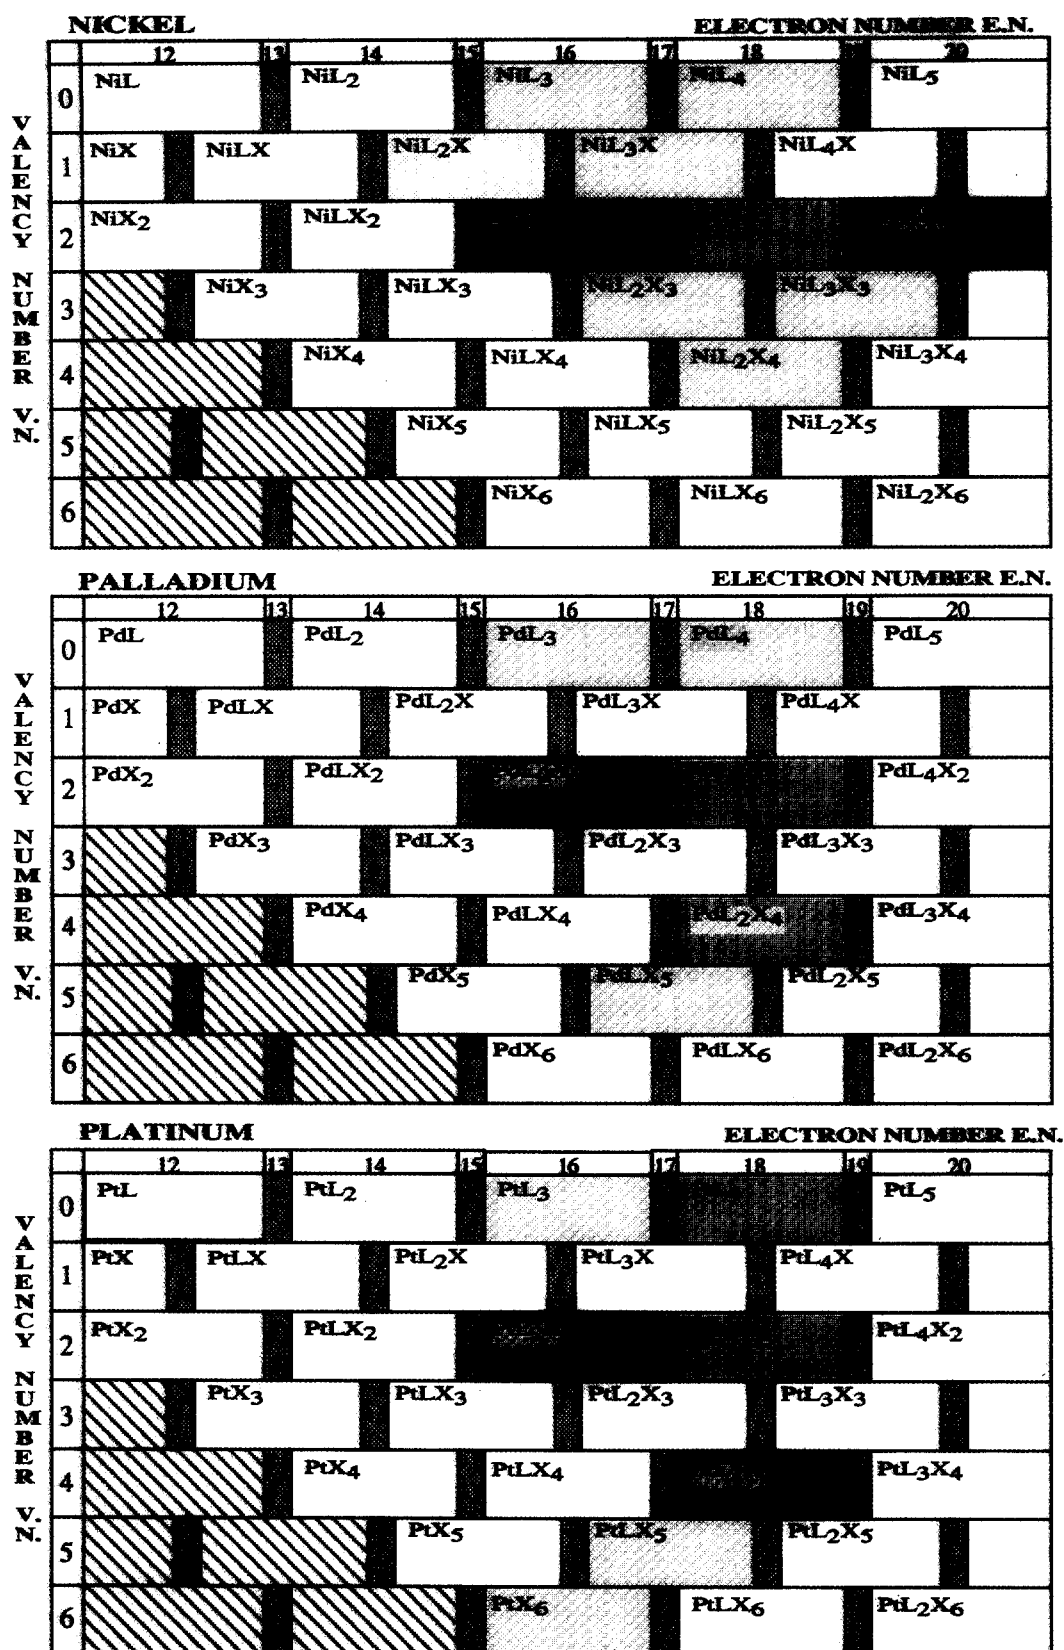 NICKEL ELECTRON NUMBER E.N.
12 13 14 15 16 17 18 19 20
VALENCY NUMBER V.N.
0 NiL NiL2 NiL3 NiL4 NiL5
1 NiX NiLX NiL2X NiL3X NiL4X
2 NiX2 NiLX2
3 NiX3 NiLX3 NiL2X3 NiL3X3
4 NiX4 NiLX4 NiL2X4 NiL3X4
5 NiX5 NiLX5 NiL2X5
6 NiX6 NiLX6 NiL2X6
PALLADIUM ELECTRON NUMBER E.N.
12 13 14 15 16 17 18 19 20
VALENCY NUMBER V.N.
0 PdL PdL2 PdL3 PdL4 PdL5
1 PdX PdLX PdL2X PdL3X PdL4X
2 PdX2 PdLX2 PdL4X2
3 PdX3 PdLX3 PdL2X3 PdL3X3
4 PdX4 PdLX4 PdL2X4 PdL3X4
5 PdX5 PdLX5 PdL2X5
6 PdX6 PdLX6 PdL2X6
PLATINUM ELECTRON NUMBER E.N.
12 13 14 15 16 17 18 19 20
VALENCY NUMBER V.N.
0 PtL PtL2 PtL3 PtL5
1 PtX PtLX PtL2X PtL3X PtL4X
2 PtX2 PtLX2 PtL4X2
3 PtX3 PtLX3 PtL2X3 PtL3X3
4 PtX4 PtLX4 PtL3X4
5 PtX5 PtLX5 PtL2X5
6 PtX6 PtLX6 PtL2X6